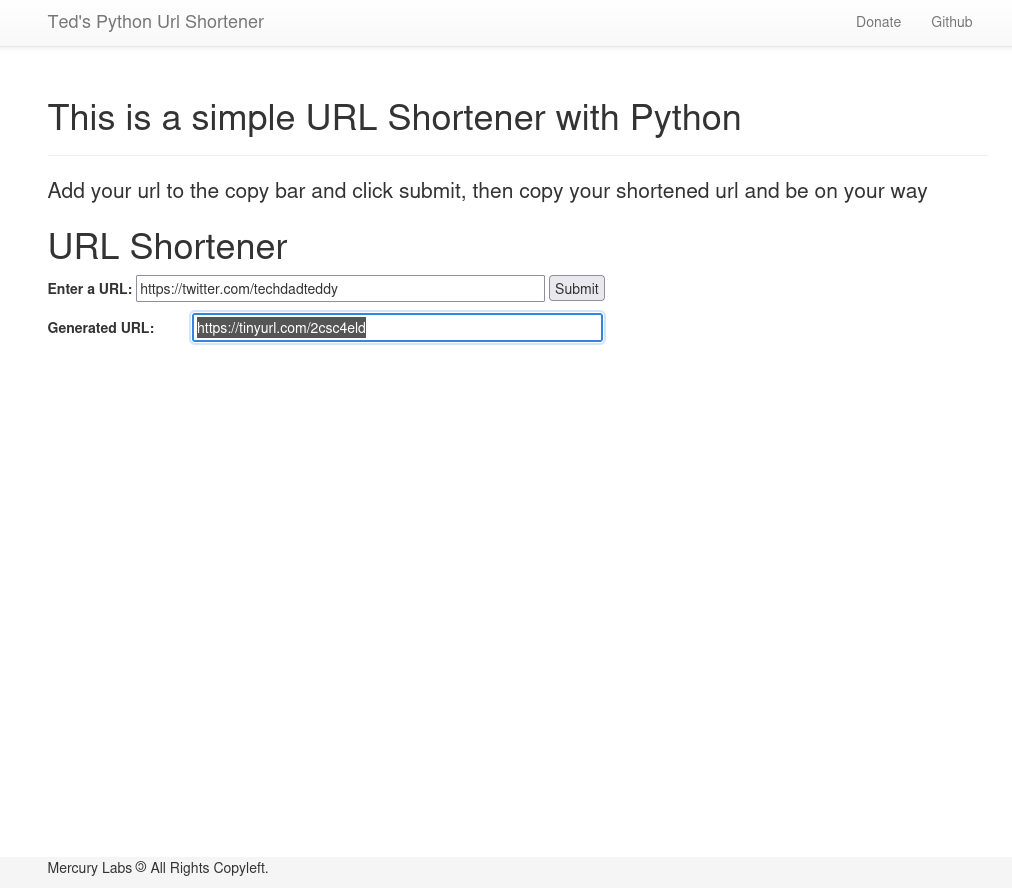 Ted's Python Url Shortener Donate Github
This is a simple URL Shortener with Python
Add your url to the copy bar and click submit, then copy your shortened url and be on your way
URL Shortener
Enter a URL: https://twitter.com/techdadteddy Submit
Generated URL: https://tinyurl.com/2csc4eld
Mercury Labs 🄯 All Rights Copyleft.